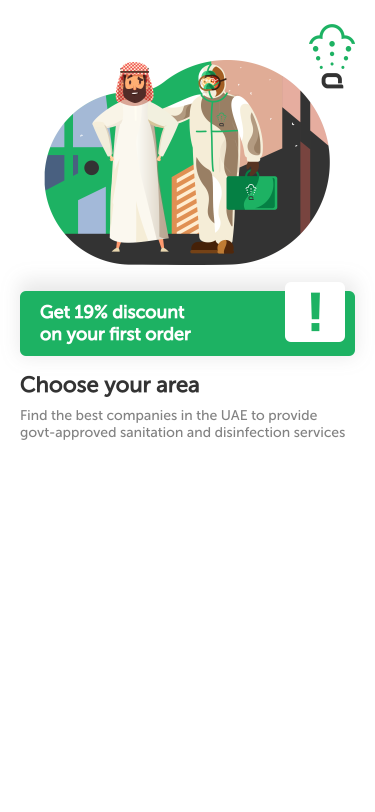 Get 19% discount
on your first order
!
Choose your area
Find the best companies in the UAE to provide
govt-approved sanitation and disinfection services